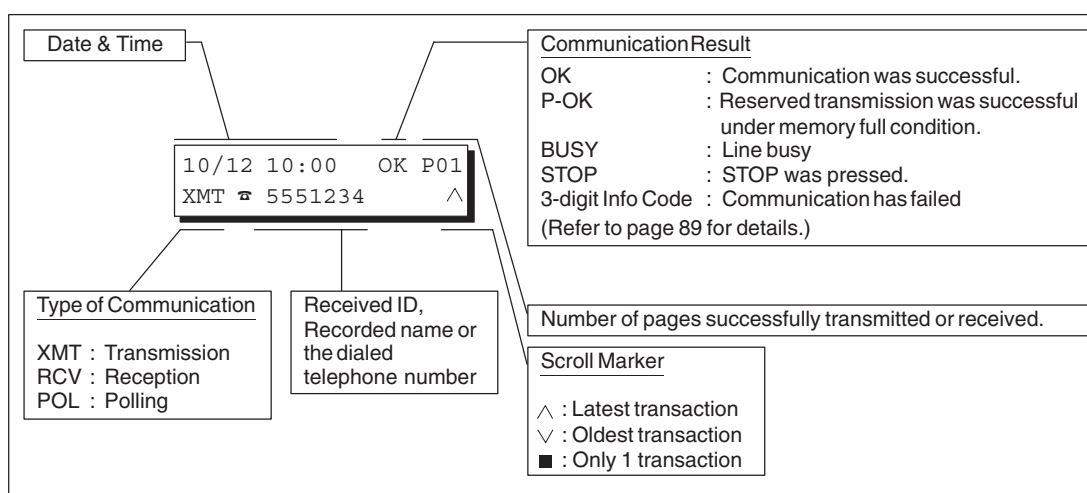 Date & Time
Communication Result
OK : Communication was successful.
P-OK : Reserved transmission was successful
under memory full condition.
BUSY : Line busy
STOP : STOP was pressed.
3-digit Info Code : Communication has failed
(Refer to page 89 for details.)
10/12 10:00 OK P01
XMT ☎ 5551234 ∧
Type of Communication
XMT : Transmission
RCV : Reception
POL : Polling
Received ID,
Recorded name or
the dialed
telephone number
Number of pages successfully transmitted or received.
Scroll Marker
∧ : Latest transaction
∨ : Oldest transaction
■ : Only 1 transaction